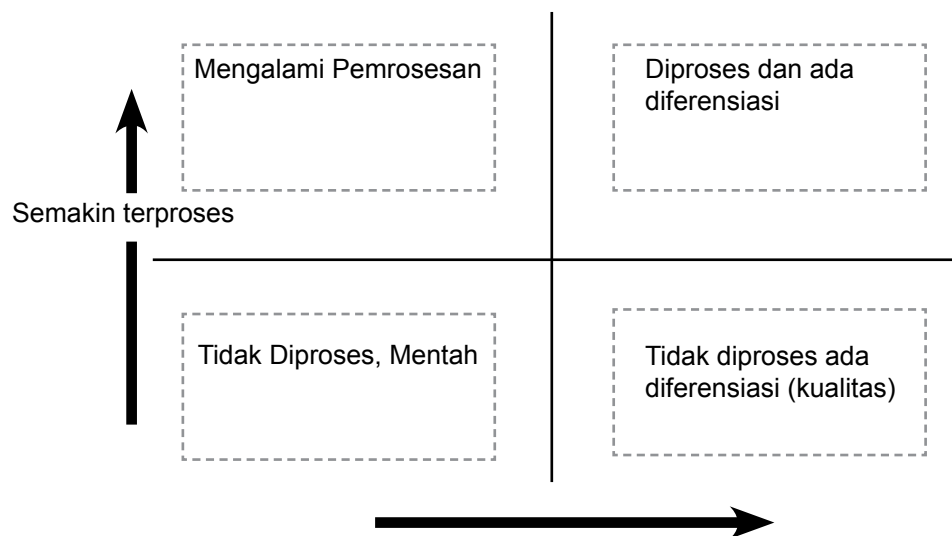 Mengalami Pemrosesan
Diproses dan ada
diferensiasi
Semakin terproses
Tidak Diproses, Mentah
Tidak diproses ada
diferensiasi (kualitas)